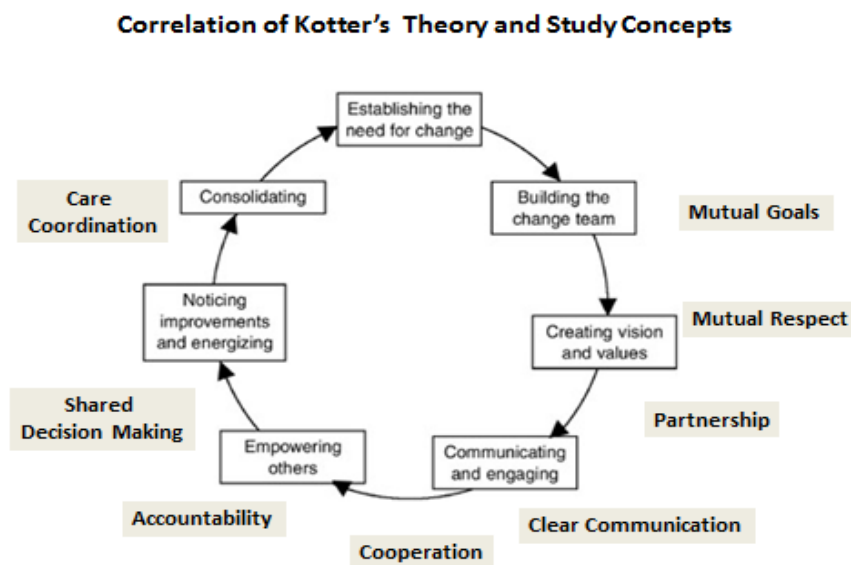 Correlation of Kotter's Theory and Study Concepts
Establishing the
need for change
Building the
change team
Mutual Goals
Creating vision
and values
Mutual Respect
Partnership
Communicating
and engaging
Clear Communication
Cooperation
Empowering
others
Accountability
Shared
Decision Making
Noticing
improvements
and energizing
Consolidating
Care
Coordination